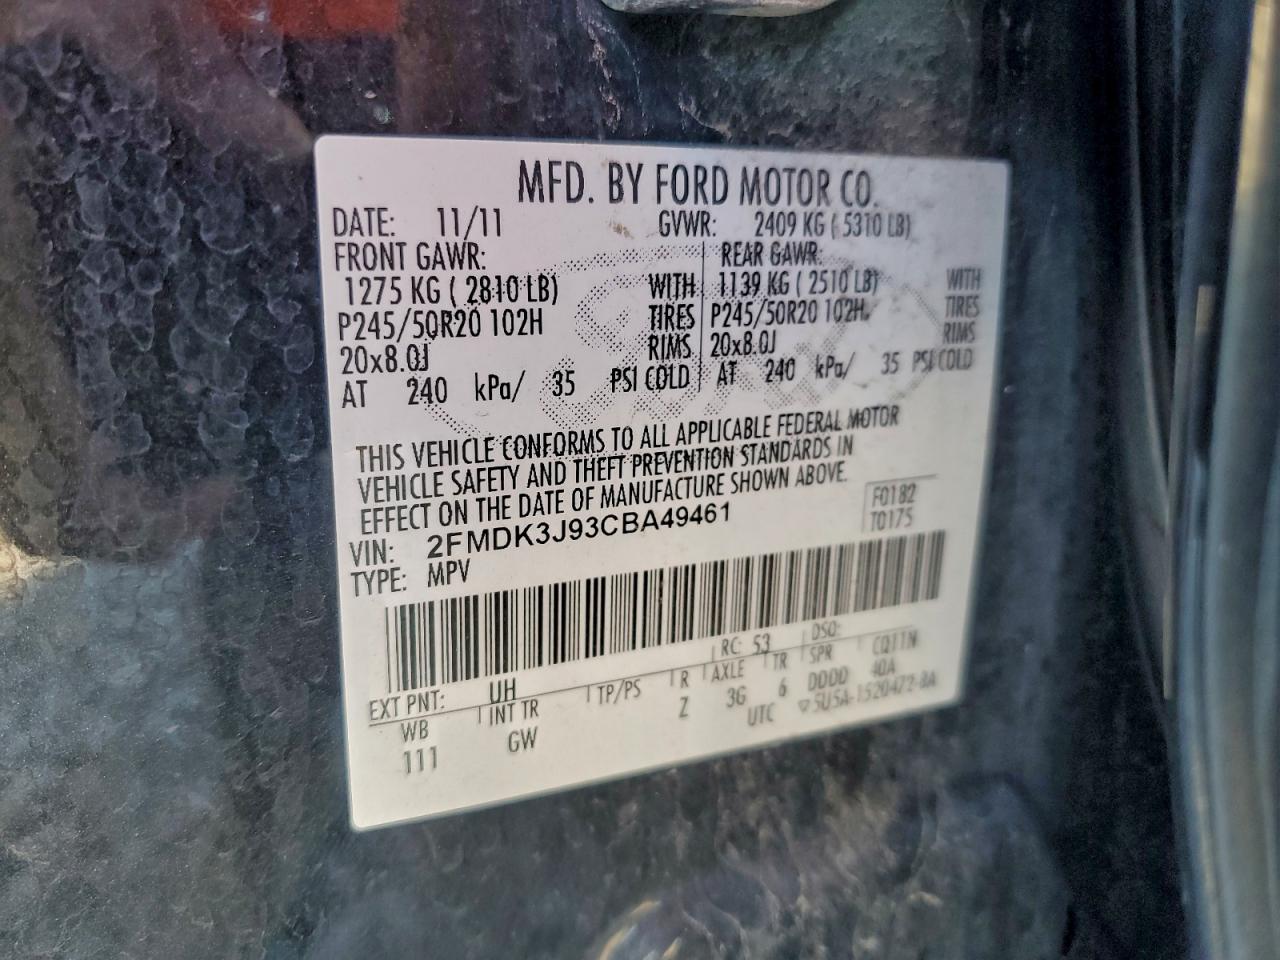 MFD. BY FORD MOTOR CO.
DATE: 11/11 GVWR: 2409 KG ( 5310 LB)
FRONT GAWR: REAR GAWR:
1275 KG ( 2810 LB) WITH 1139 KG ( 2510 LB) WITH
P245/50R20 102H TIRES P245/50R20 102H TIRES
20x8.0J RIMS 20x8.0J RIMS
AT 240 kPa/ 35 PSI COLD AT 240 kPa/ 35 PSI COLD
THIS VEHICLE CONFORMS TO ALL APPLICABLE FEDERAL MOTOR
VEHICLE SAFETY AND THEFT PREVENTION STANDARDS IN
EFFECT ON THE DATE OF MANUFACTURE SHOWN ABOVE.
VIN: 2FMDK3J93CBA49461 F0182
TYPE: MPV T0175
EXT PNT: UH RC: 53 DSO:
WB INT TR TP/PS R AXLE TR SPR CQ11N
111 GW Z 3G 6 DDDD 40A
UTC ▽5U5A-1520472-BA